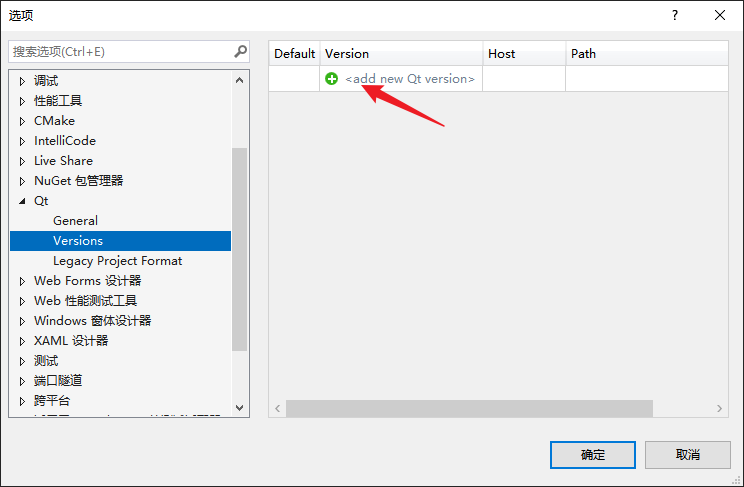 选项
搜索选项(Ctrl+E)
调试
性能工具
CMake
IntelliCode
Live Share
NuGet 包管理器
Qt
General
Versions
Legacy Project Format
Web Forms 设计器
Web 性能测试工具
Windows 窗体设计器
XAML 设计器
测试
端口隧道
跨平台
Default Version Host Path
<add new Qt version>
确定 取消